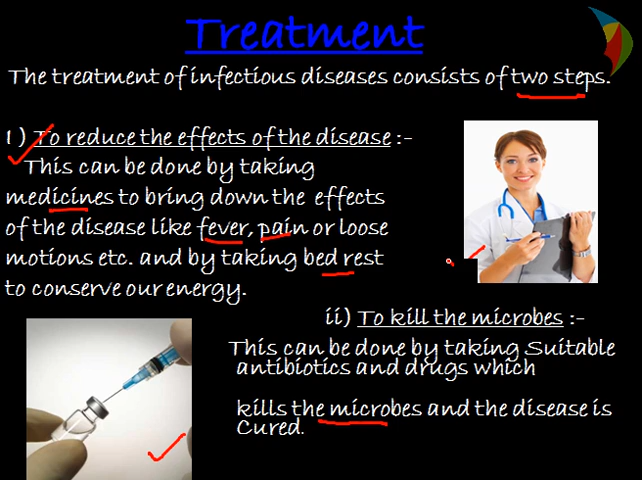 Treatment
The treatment of infectious diseases consists of two steps.
1) To reduce the effects of the disease :-
This can be done by taking
medicines to bring down the effects
of the disease like fever, pain or loose
motions etc. and by taking bed rest
to conserve our energy.
ii) To kill the microbes :-
This can be done by taking Suitable
antibiotics and drugs which
kills the microbes and the disease is
Cured.